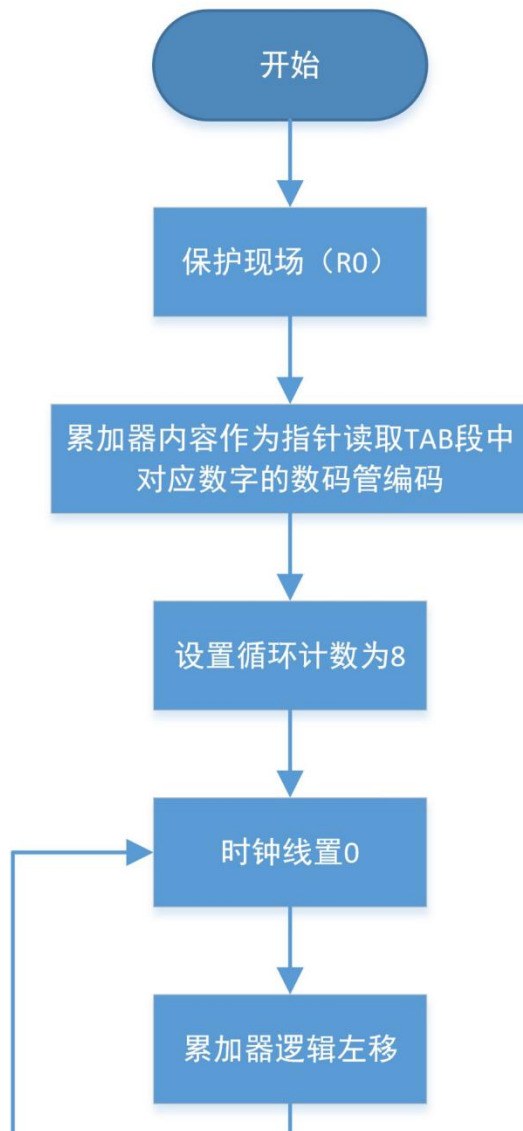 开始
保护现场（R0）
累加器内容作为指针读取TAB段中
对应数字的数码管编码
设置循环计数为8
时钟线置0
累加器逻辑左移